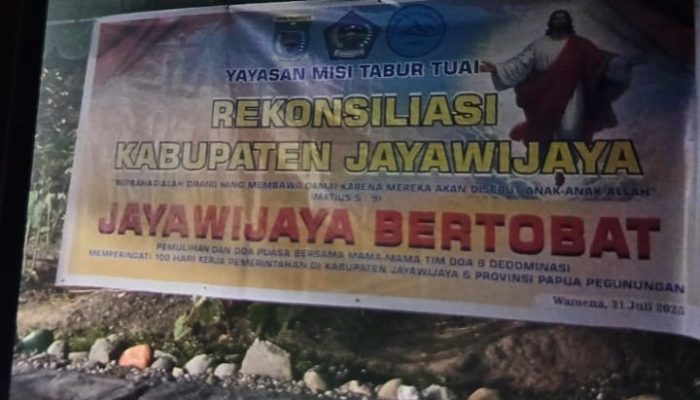 YAYASAN MISI TABUR TUAI
REKONSILIASI
KABUPATEN JAYAWIJAYA
"BERBAHAGIALAH ORANG YANG MEMBAWA DAMAI KARENA MEREKA AKAN DISEBUT ANAK-ANAK ALLAH"
(MATIUS 5 : 9)
JAYAWIJAYA BERTOBAT
PEMULIHAN DAN DOA PUASA BERSAMA MAMA-MAMA TIM DOA 8 DEDOMINASI
MEMPERINGATI 100 HARI KERJA PEMERINTAHAN DI KABUPATEN JAYAWIJAYA & PROVINSI PAPUA PEGUNUNGAN
Wamena, 31 Juli 2025